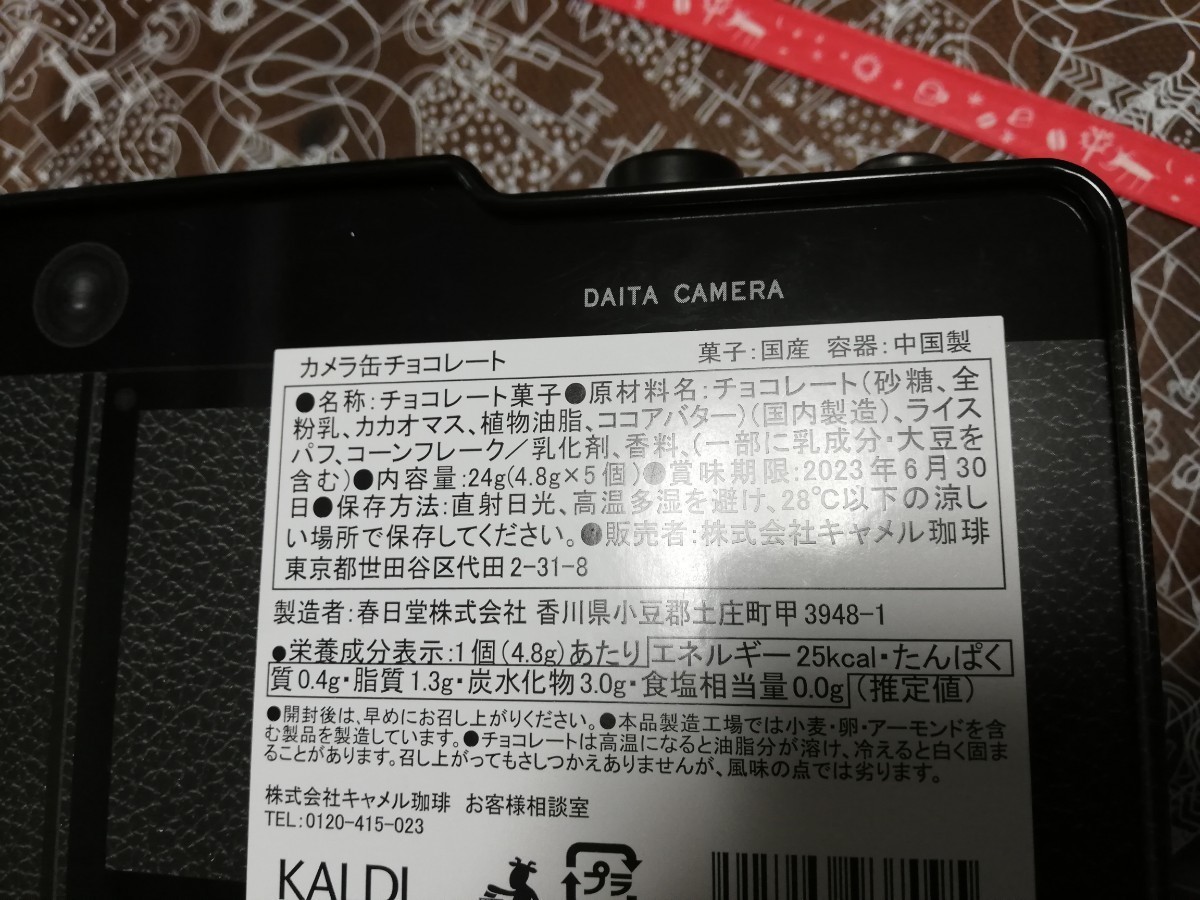 DAITA CAMERA
カメラ缶チョコレート 菓子:国産 容器:中国製
●名称:チョコレート菓子●原材料名:チョコレート(砂糖、全
粉乳、カカオマス、植物油脂、ココアバター)(国内製造)、ライス
パフ、コーンフレーク/乳化剤、香料、(一部に乳成分・大豆を
含む)●内容量:24g(4.8g×5個)●賞味期限:2023年6月30
日●保存方法:直射日光、高温多湿を避け、28℃以下の涼し
い場所で保存してください。●販売者:株式会社キャメル珈琲
東京都世田谷区代田2-31-8
製造者:春日堂株式会社 香川県小豆郡土庄町甲3948-1
●栄養成分表示:1個(4.8g)あたり エネルギー25kcal・たんぱく
質0.4g・脂質1.3g・炭水化物3.0g・食塩相当量0.0g(推定値)
●開封後は、早めにお召し上がりください。●本品製造工場では小麦・卵・アーモンドを含
む製品を製造しています。●チョコレートは高温になると油脂分が溶け、冷えると白く固ま
ることがあります。召し上がってもさしつかえありませんが、風味の点では劣ります。
株式会社キャメル珈琲 お客様相談室
TEL:0120-415-023
KALDI
プラ